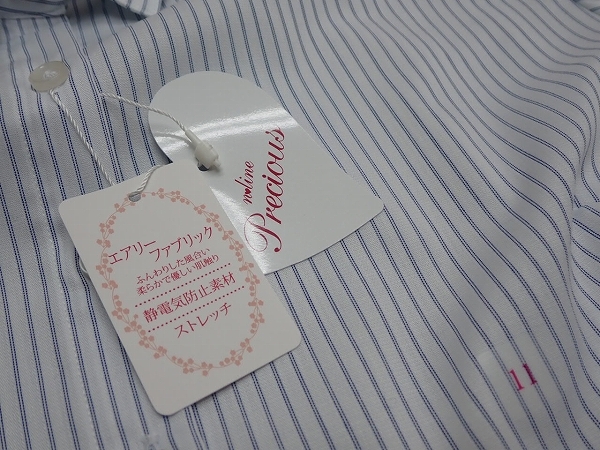 n♥line
Precious
エアリー
ファブリック
ふんわりした風合い
柔らかで優しい肌触り
静電気防止素材
ストレッチ
11